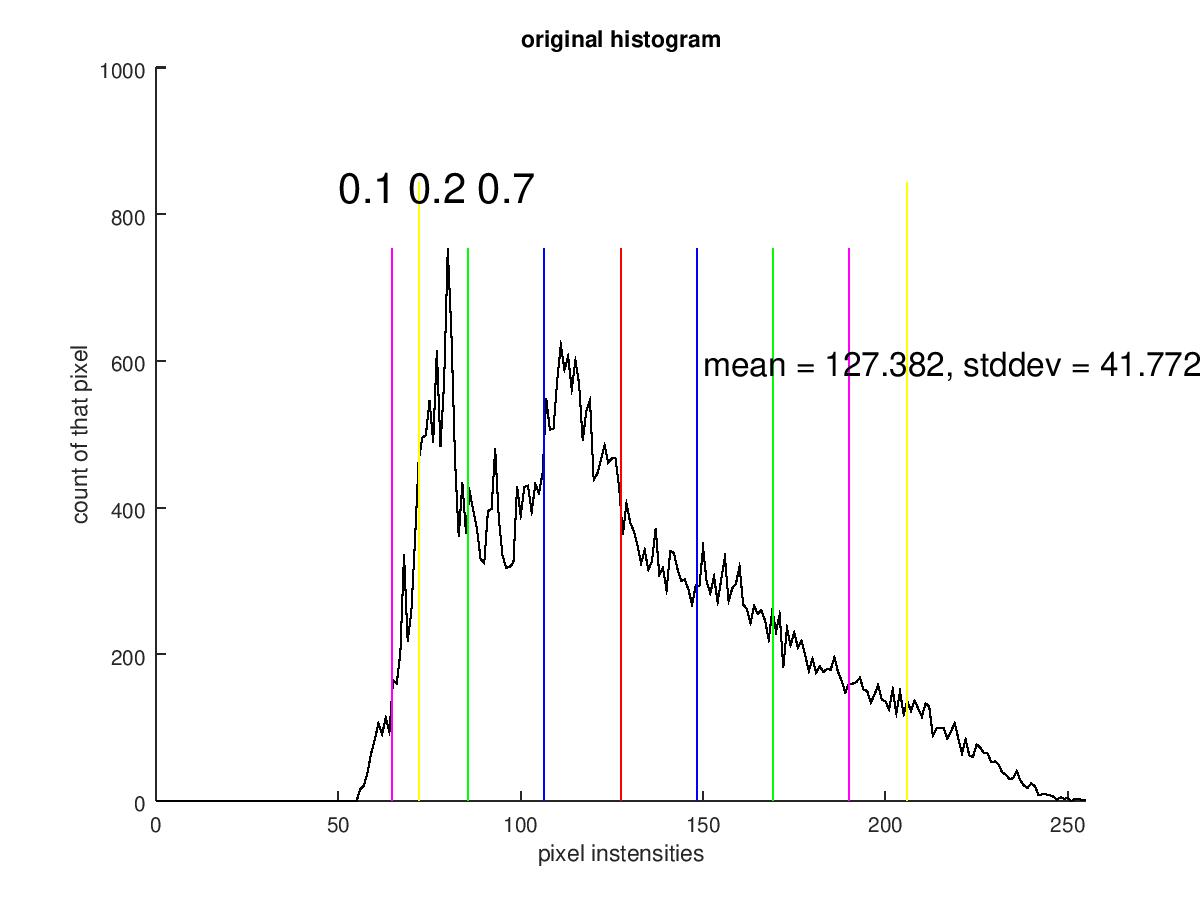 original histogram
1000
800
600
400
200
0
0.1 0.2 0.7
mean = 127.382, stddev = 41.772
count of that pixel
0 50 100 150 200 250
pixel instensities